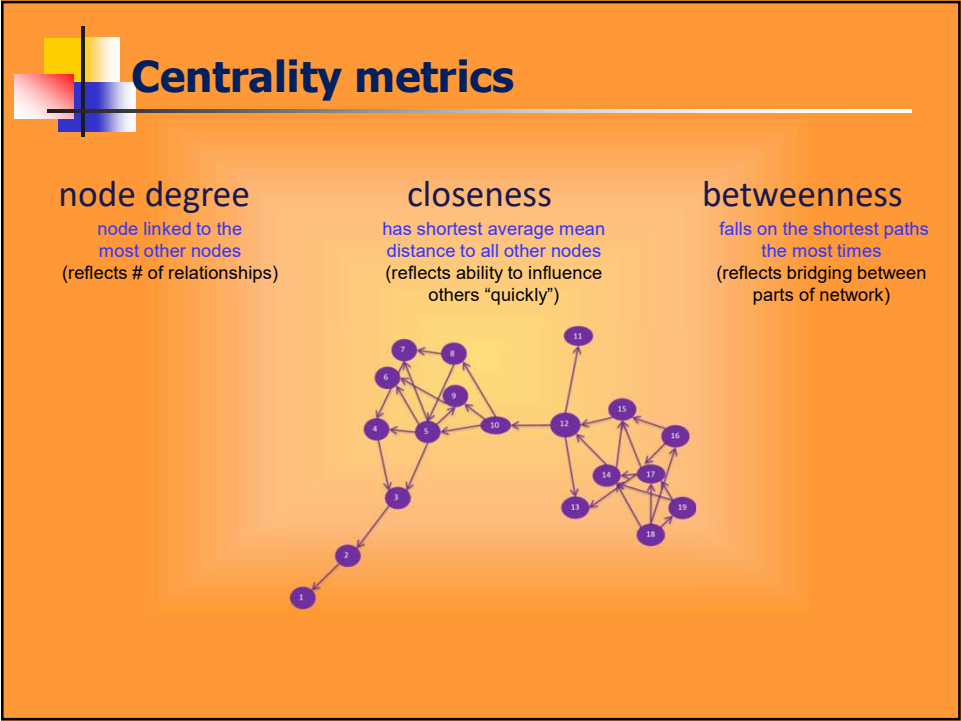 Centrality metrics
node degree
node linked to the
most other nodes
(reflects # of relationships)
closeness
has shortest average mean
distance to all other nodes
(reflects ability to influence
others “quickly”)
betweenness
falls on the shortest paths
the most times
(reflects bridging between
parts of network)
11
7
8
6
9
15
4
5
10
12
16
14
17
3
13
19
18
2
1